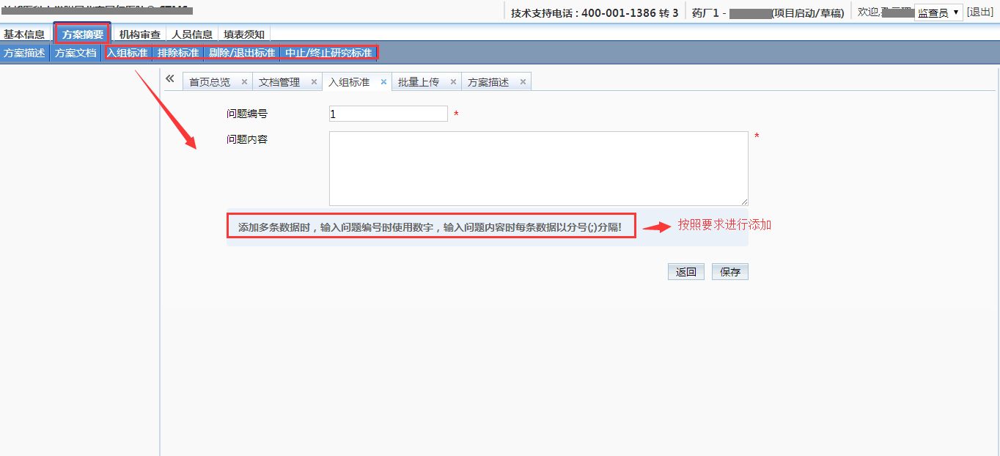 技术支持电话 : 400-001-1386 转 3
药厂1 -
(项目启动/草稿)
欢迎,
监查员
[退出]
基本信息
方案摘要
机构审查
人员信息
填表须知
方案描述
方案文档
入组标准
排除标准
剔除/退出标准
中止/终止研究标准
首页总览
文档管理
入组标准
批量上传
方案描述
问题编号
1
*
问题内容
*
添加多条数据时，输入问题编号时使用数字，输入问题内容时每条数据以分号(;)分隔!
按照要求进行添加
返回
保存